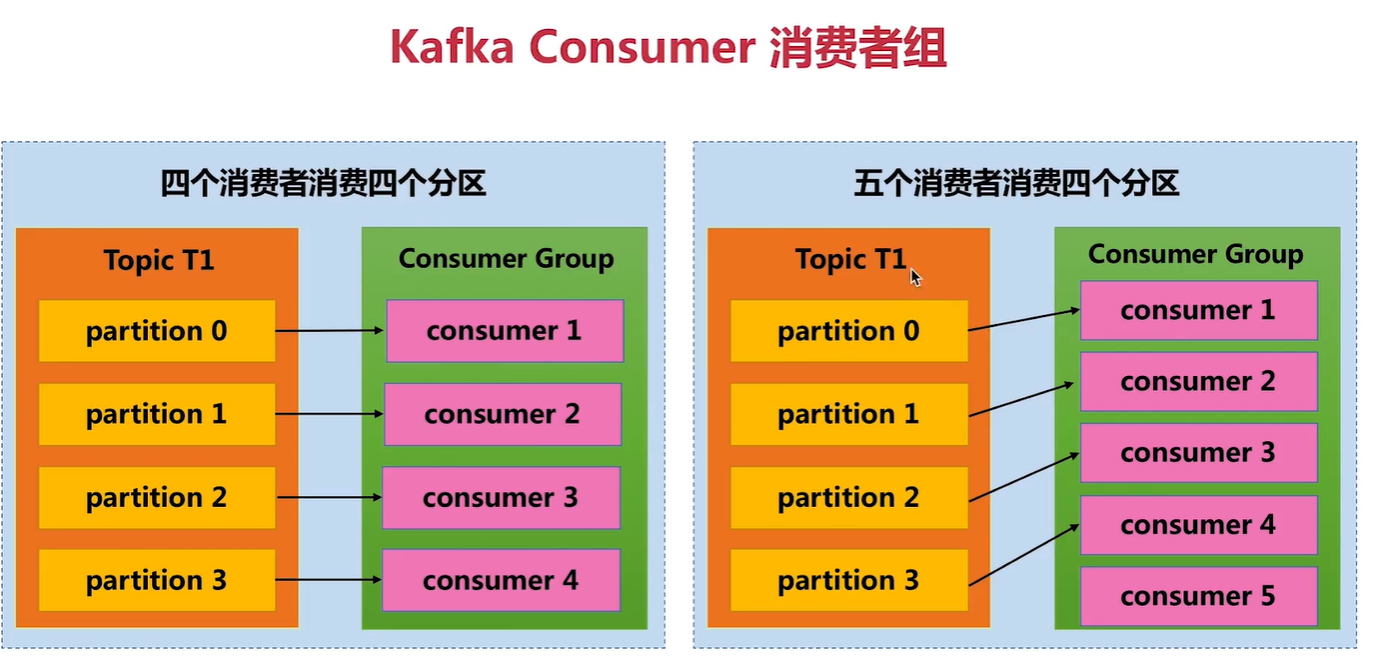 Kafka Consumer 消费者组
四个消费者消费四个分区
Topic T1
partition 0
partition 1
partition 2
partition 3
Consumer Group
consumer 1
consumer 2
consumer 3
consumer 4
五个消费者消费四个分区
Topic T1
partition 0
partition 1
partition 2
partition 3
Consumer Group
consumer 1
consumer 2
consumer 3
consumer 4
consumer 5